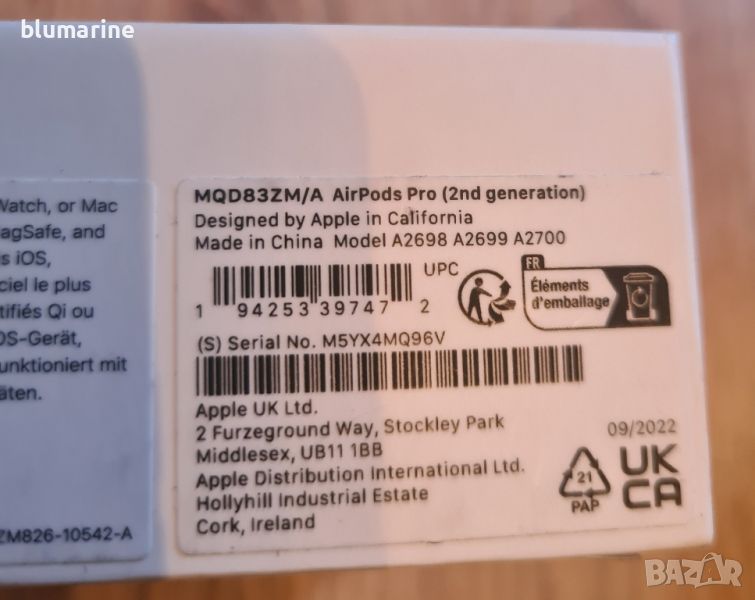 blumarine
Watch, or Mac
agSafe, and
s iOS,
ciel le plus
tifiés Qi ou
OS-Gerät,
unktioniert mit
äten.
ZM826-10542-A
MQD83ZM/A AirPods Pro (2nd generation)
Designed by Apple in California
Made in China Model A2698 A2699 A2700
UPC
1 94253 39747 2
FR
Éléments
d'emballage
(S) Serial No. M5YX4MQ96V
Apple UK Ltd.
2 Furzeground Way, Stockley Park
Middlesex, UB11 1BB
Apple Distribution International Ltd.
Hollyhill Industrial Estate
Cork, Ireland
09/2022
21
PAP
UK
CA
BAZAR